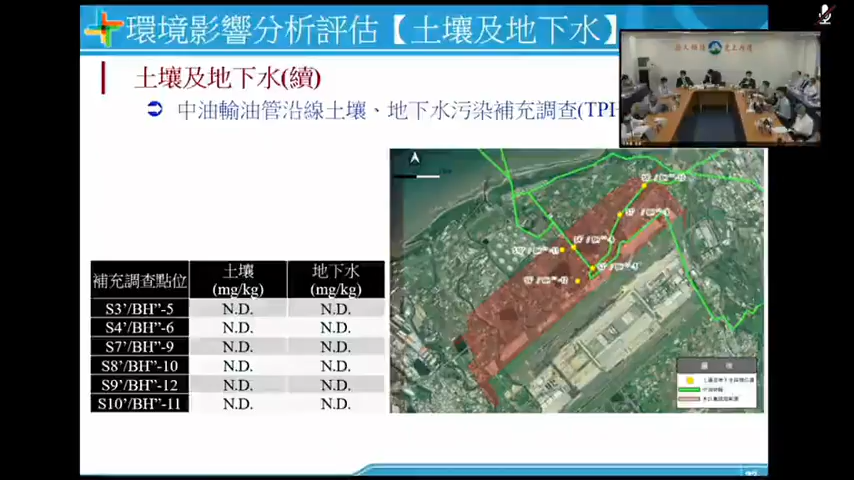 環境影響分析評估【土壤及地下水】
土壤及地下水(續)
中油輸油管沿線土壤、地下水污染補充調查(TPH
補充調查點位 土壤 (mg/kg) 地下水 (mg/kg)
S3’/BH”-5 N.D. N.D.
S4’/BH”-6 N.D. N.D.
S7’/BH”-9 N.D. N.D.
S8’/BH”-10 N.D. N.D.
S9’/BH”-12 N.D. N.D.
S10’/BH”-11 N.D. N.D.
圖例